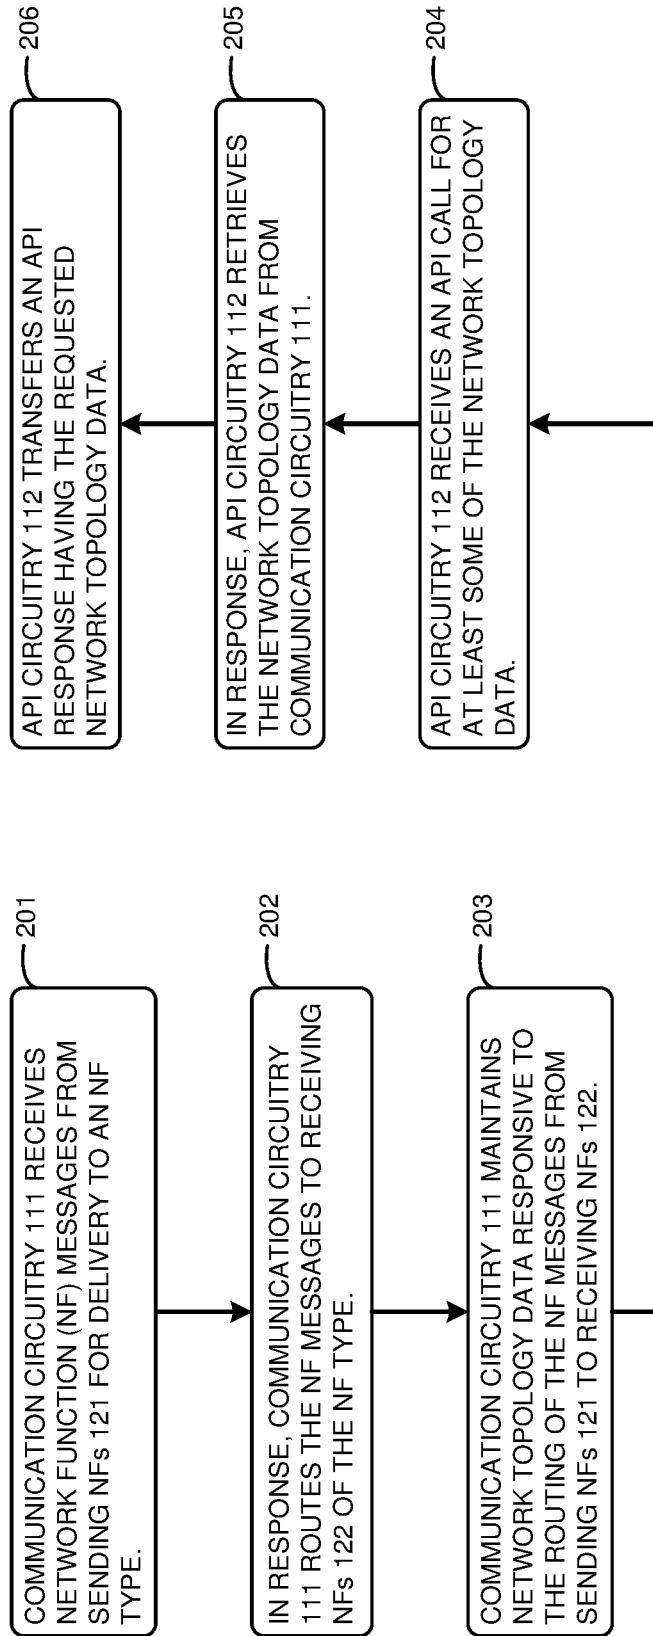 COMMUNICATION CIRCUITRY 111 RECEIVES
NETWORK FUNCTION (NF) MESSAGES FROM
SENDING NFs 121 FOR DELIVERY TO AN NF
TYPE.
201
IN RESPONSE, COMMUNICATION CIRCUITRY
111 ROUTES THE NF MESSAGES TO RECEIVING
NFs 122 OF THE NF TYPE.
202
COMMUNICATION CIRCUITRY 111 MAINTAINS
NETWORK TOPOLOGY DATA RESPONSIVE TO
THE ROUTING OF THE NF MESSAGES FROM
SENDING NFs 121 TO RECEIVING NFs 122.
203
API CIRCUITRY 112 RECEIVES AN API CALL FOR
AT LEAST SOME OF THE NETWORK TOPOLOGY
DATA.
204
IN RESPONSE, API CIRCUITRY 112 RETRIEVES
THE NETWORK TOPOLOGY DATA FROM
COMMUNICATION CIRCUITRY 111.
205
API CIRCUITRY 112 TRANSFERS AN API
RESPONSE HAVING THE REQUESTED
NETWORK TOPOLOGY DATA.
206